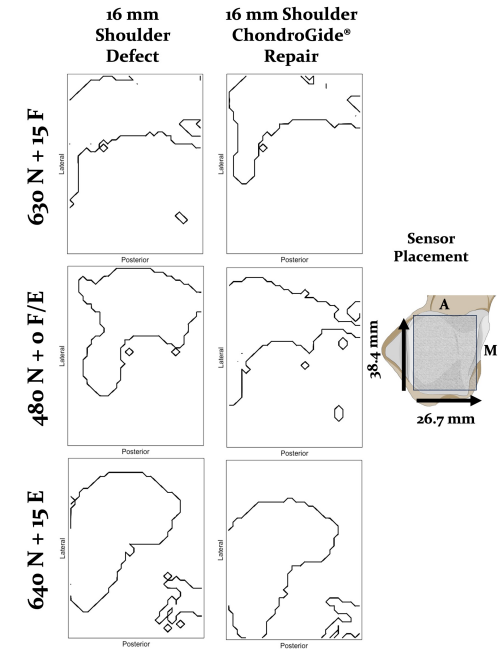 16 mm
Shoulder
Defect
16 mm Shoulder
ChondroGide®
Repair
630 N + 15 F
Lateral
Posterior
Lateral
Posterior
480 N + 0 F/E
Lateral
Posterior
Lateral
Posterior
640 N + 15 E
Lateral
Posterior
Lateral
Posterior
Sensor
Placement
A
M
38.4 mm
26.7 mm